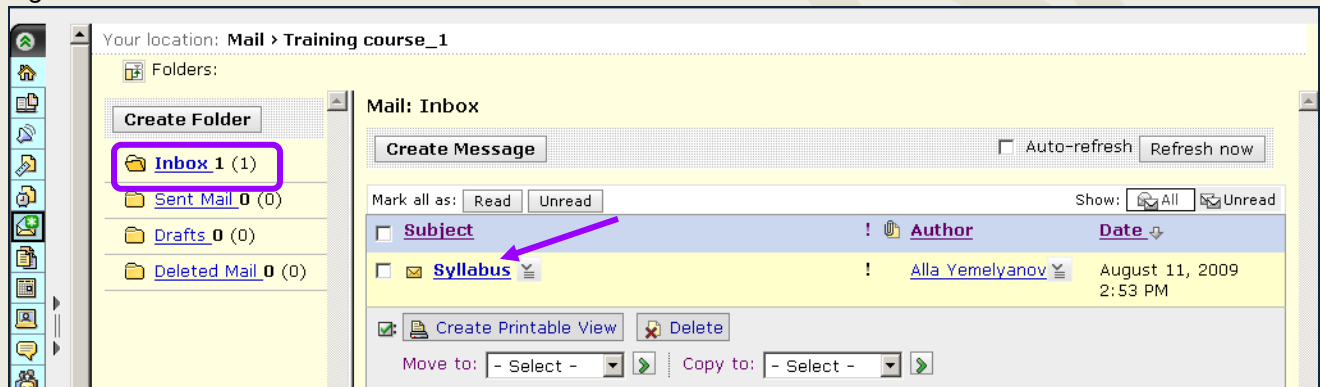 Your location: Mail › Training course_1
Folders:
Create Folder
Inbox 1 (1)
Sent Mail 0 (0)
Drafts 0 (0)
Deleted Mail 0 (0)
Mail: Inbox
Create Message Auto-refresh Refresh now
Mark all as: Read Unread Show: All Unread
Subject ! Author Date
Syllabus ! Alla Yemelyanov August 11, 2009
2:53 PM
Create Printable View Delete
Move to: - Select - Copy to: - Select -